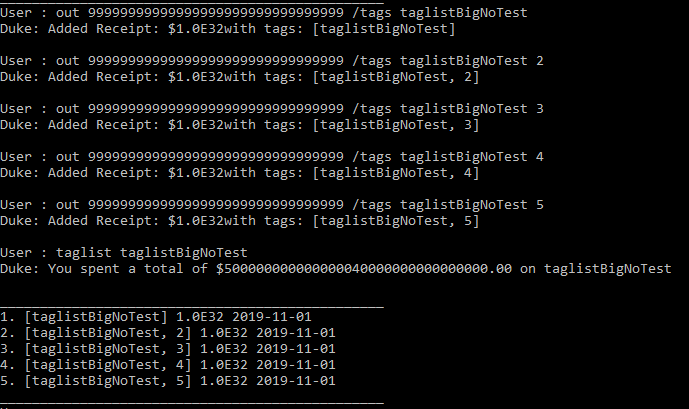 User : out 99999999999999999999999999999999 /tags taglistBigNoTest
Duke: Added Receipt: $1.0E32with tags: [taglistBigNoTest]
User : out 99999999999999999999999999999999 /tags taglistBigNoTest 2
Duke: Added Receipt: $1.0E32with tags: [taglistBigNoTest, 2]
User : out 99999999999999999999999999999999 /tags taglistBigNoTest 3
Duke: Added Receipt: $1.0E32with tags: [taglistBigNoTest, 3]
User : out 99999999999999999999999999999999 /tags taglistBigNoTest 4
Duke: Added Receipt: $1.0E32with tags: [taglistBigNoTest, 4]
User : out 99999999999999999999999999999999 /tags taglistBigNoTest 5
Duke: Added Receipt: $1.0E32with tags: [taglistBigNoTest, 5]
User : taglist taglistBigNoTest
Duke: You spent a total of $500000000000000040000000000000000.00 on taglistBigNoTest
1. [taglistBigNoTest] 1.0E32 2019-11-01
2. [taglistBigNoTest, 2] 1.0E32 2019-11-01
3. [taglistBigNoTest, 3] 1.0E32 2019-11-01
4. [taglistBigNoTest, 4] 1.0E32 2019-11-01
5. [taglistBigNoTest, 5] 1.0E32 2019-11-01